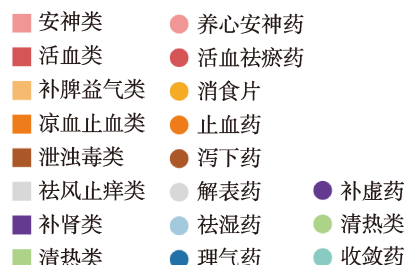 安神类 养心安神药
活血类 活血祛瘀药
补脾益气类 消食片
凉血止血类 止血药
泄浊毒类 泻下药
祛风止痒类 解表药 补虚药
补肾类 祛湿药 清热类
清热类 理气药 收敛药